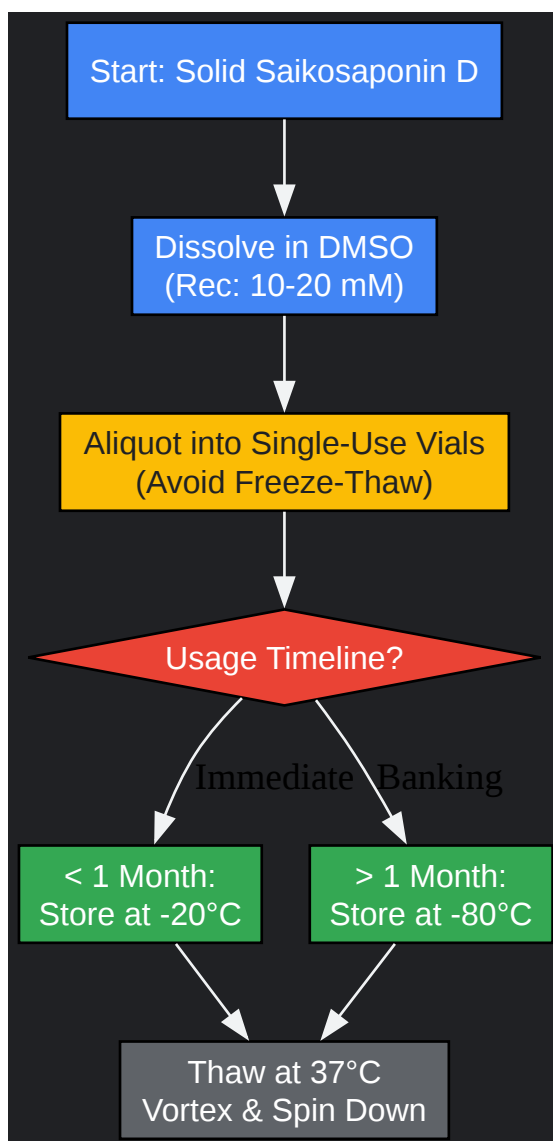 Start: Solid Saikosaponin D
Dissolve in DMSO
(Rec: 10-20 mM)
Aliquot into Single-Use Vials
(Avoid Freeze-Thaw)
Usage Timeline?
Immediate
Banking
< 1 Month:
Store at -20°C
> 1 Month:
Store at -80°C
Thaw at 37°C
Vortex & Spin Down